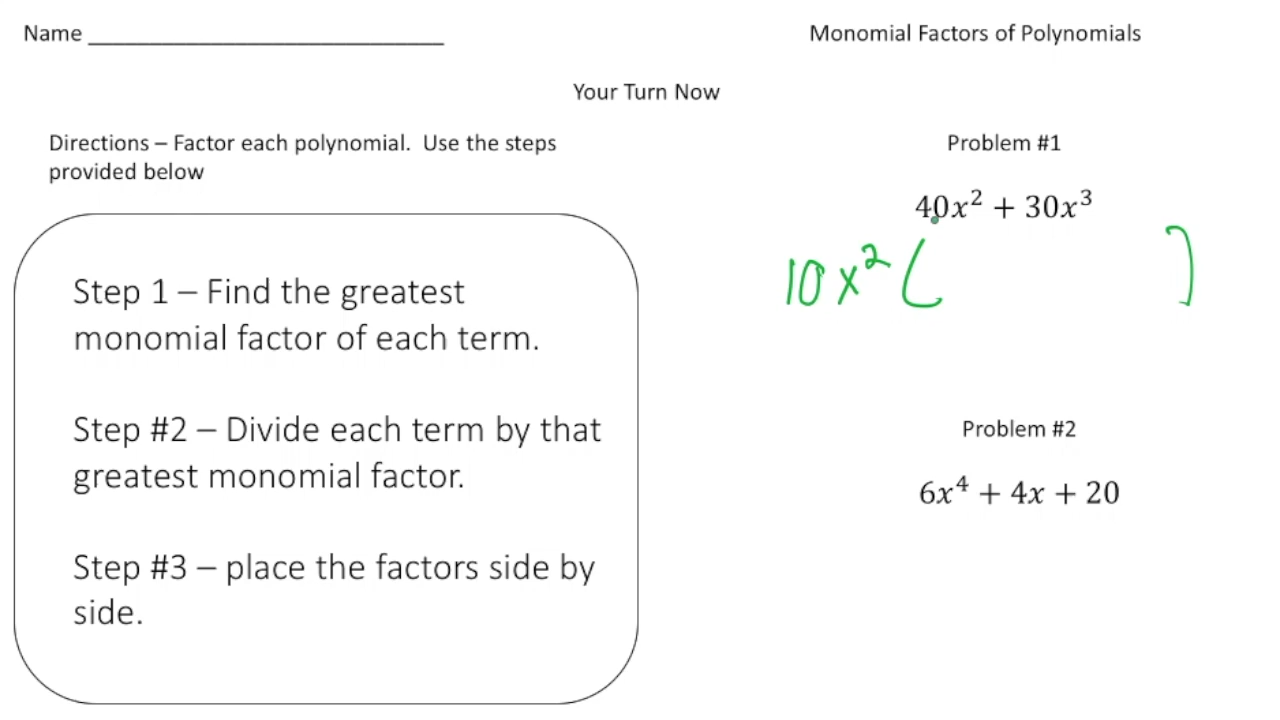 Name ______________________________
Monomial Factors of Polynomials
Your Turn Now
Directions – Factor each polynomial.  Use the steps
provided below
Step 1 – Find the greatest
monomial factor of each term.
Step #2 – Divide each term by that
greatest monomial factor.
Step #3 – place the factors side by
side.
Problem #1
40x² + 30x³
10x² (          )
Problem #2
6x⁴ + 4x + 20